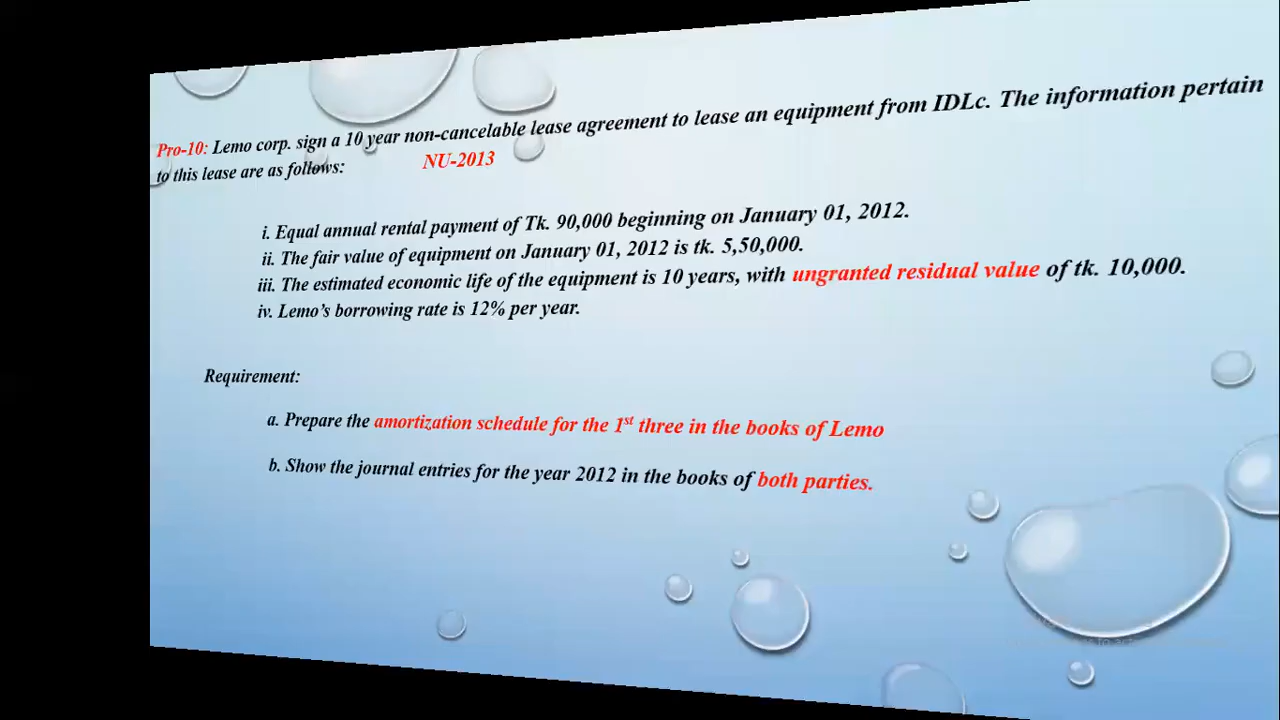 Pro-10: Lemo corp. sign a 10 year non-cancelable lease agreement to lease an equipment from IDLc. The information pertain
to this lease are as follows: NU-2013
i. Equal annual rental payment of Tk. 90,000 beginning on January 01, 2012.
ii. The fair value of equipment on January 01, 2012 is tk. 5,50,000.
iii. The estimated economic life of the equipment is 10 years, with ungranted residual value of tk. 10,000.
iv. Lemo's borrowing rate is 12% per year.
Requirement:
a. Prepare the amortization schedule for the 1st three in the books of Lemo
b. Show the journal entries for the year 2012 in the books of both parties.